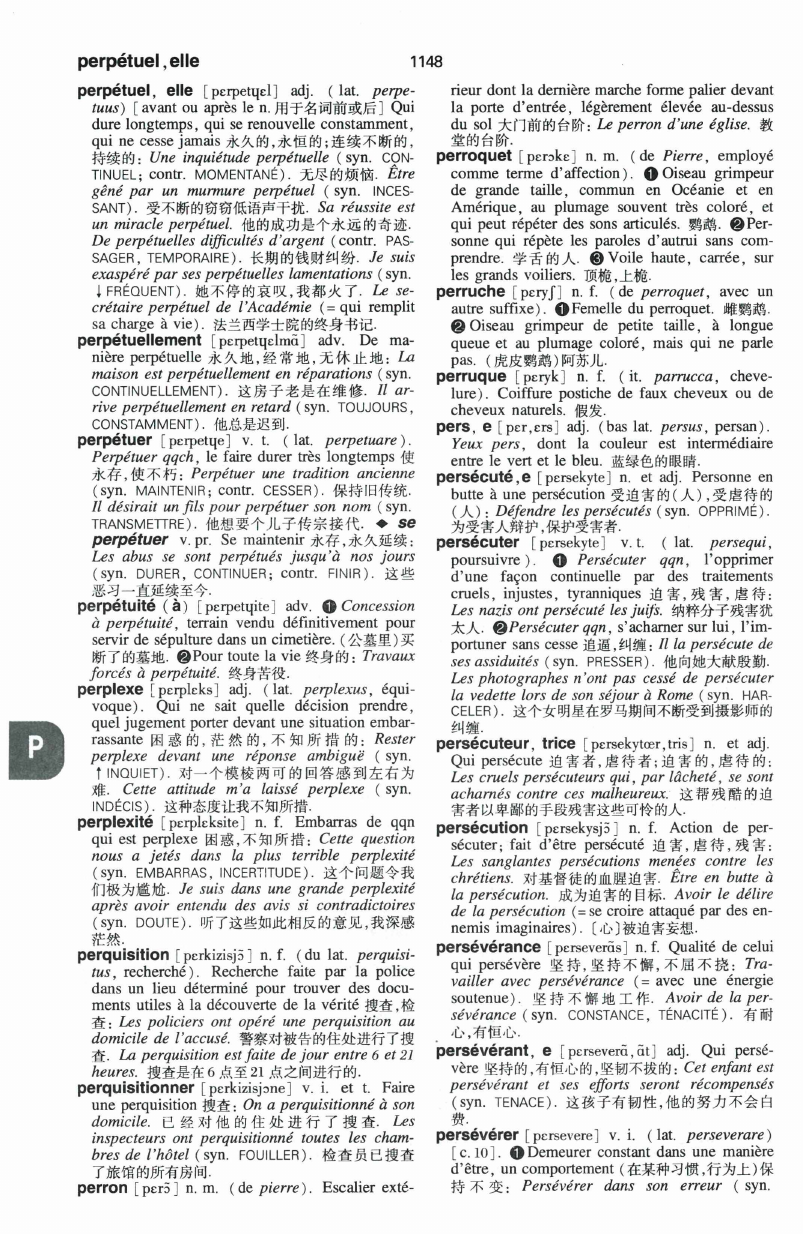 perpétuel, elle 1148
perpétuel, elle [pɛrpetɥɛl] adj. (lat. perpe-
tuus) [avant ou après le n. 用于名词前或后] Qui
dure longtemps, qui se renouvelle constamment,
qui ne cesse jamais 永久的,永恒的;连续不断的,
持续的: Une inquiétude perpétuelle (syn. CON-
TINUEL; contr. MOMENTANÉ). 无尽的烦恼. Être
gêné par un murmure perpétuel (syn. INCES-
SANT). 受不断的窃窃低语声干扰. Sa réussite est
un miracle perpétuel. 他的成功是个永远的奇迹.
De perpétuelles difficultés d'argent (contr. PAS-
SAGER, TEMPORAIRE). 长期的钱财纠纷. Je suis
exaspéré par ses perpétuelles lamentations (syn.
↓FRÉQUENT). 她不停的哀叹,我都火了. Le se-
crétaire perpétuel de l'Académie (= qui remplit
sa charge à vie). 法兰西学士院的终身书记.
perpétuellement [pɛrpetɥɛlmɑ̃] adv. De ma-
nière perpétuelle 永久地,经常地,无休止地: La
maison est perpétuellement en réparations (syn.
CONTINUELLEMENT). 这房子老是在维修. Il ar-
rive perpétuellement en retard (syn. TOUJOURS,
CONSTAMMENT). 他总是迟到.
perpétuer [pɛrpetɥe] v. t. (lat. perpetuare).
Perpétuer qqch, le faire durer très longtemps 使
永存,使不朽: Perpétuer une tradition ancienne
(syn. MAINTENIR; contr. CESSER). 保持旧传统.
Il désirait un fils pour perpétuer son nom (syn.
TRANSMETTRE). 他想要个儿子传宗接代. ◆ se
perpétuer v. pr. Se maintenir 永存,永久延续:
Les abus se sont perpétués jusqu'à nos jours
(syn. DURER, CONTINUER; contr. FINIR). 这些
恶习一直延续至今.
perpétuité (à) [pɛrpetɥite] adv. ❶ Concession
à perpétuité, terrain vendu définitivement pour
servir de sépulture dans un cimetière. (公墓里)买
断了的墓地. ❷Pour toute la vie 终身的: Travaux
forcés à perpétuité. 终身苦役.
perplexe [pɛrplɛks] adj. (lat. perplexus, équi-
voque). Qui ne sait quelle décision prendre,
quel jugement porter devant une situation embar-
rassante 困惑的,茫然的,不知所措的: Rester
perplexe devant une réponse ambiguë (syn.
↑INQUIET). 对一个模棱两可的回答感到左右为
难. Cette attitude m'a laissé perplexe (syn.
INDÉCIS). 这种态度让我不知所措.
perplexité [pɛrplɛksite] n. f. Embarras de qqn
qui est perplexe 困惑,不知所措: Cette question
nous a jetés dans la plus terrible perplexité
(syn. EMBARRAS, INCERTITUDE). 这个问题令我
们极为尴尬. Je suis dans une grande perplexité
après avoir entendu des avis si contradictoires
(syn. DOUTE). 听了这些如此相反的意见,我深感
茫然.
perquisition [pɛrkizisjɔ̃] n. f. (du lat. perquisi-
tus, recherché). Recherche faite par la police
dans un lieu déterminé pour trouver des docu-
ments utiles à la découverte de la vérité 搜查,检
查: Les policiers ont opéré une perquisition au
domicile de l'accusé. 警察对被告的住处进行了搜
查. La perquisition est faite de jour entre 6 et 21
heures. 搜查是在6点至21点之间进行的.
perquisitionner [pɛrkizisjɔne] v. i. et t. Faire
une perquisition 搜查: On a perquisitionné à son
domicile. 已经对他的住处进行了搜查. Les
inspecteurs ont perquisitionné toutes les cham-
bres de l'hôtel (syn. FOUILLER). 检查员已搜查
了旅馆的所有房间.
perron [pɛrɔ̃] n. m. (de pierre). Escalier exté-
rieur dont la dernière marche forme palier devant
la porte d'entrée, légèrement élevée au-dessus
du sol 大门前的台阶: Le perron d'une église. 教
堂的台阶.
perroquet [pɛrɔkɛ] n. m. (de Pierre, employé
comme terme d'affection). ❶ Oiseau grimpeur
de grande taille, commun en Océanie et en
Amérique, au plumage souvent très coloré, et
qui peut répéter des sons articulés. 鹦鹉. ❷Per-
sonne qui répète les paroles d'autrui sans com-
prendre. 学舌的人. ❸ Voile haute, carrée, sur
les grands voiliers. 顶桅,上桅.
perruche [pɛryʃ] n. f. (de perroquet, avec un
autre suffixe). ❶Femelle du perroquet. 雌鹦鹉.
❷ Oiseau grimpeur de petite taille, à longue
queue et au plumage coloré, mais qui ne parle
pas. (虎皮鹦鹉)阿苏儿.
perruque [pɛryk] n. f. (it. parrucca, cheve-
lure). Coiffure postiche de faux cheveux ou de
cheveux naturels. 假发.
pers, e [pɛr,ɛrs] adj. (bas lat. persus, persan).
Yeux pers, dont la couleur est intermédiaire
entre le vert et le bleu. 蓝绿色的眼睛.
persécuté,e [pɛrsekyte] n. et adj. Personne en
butte à une persécution 受迫害的(人),受虐待的
(人): Défendre les persécutés (syn. OPPRIMÉ).
为受害人辩护,保护受害者.
persécuter [pɛrsekyte] v. t. (lat. persequi,
poursuivre). ❶ Persécuter qqn, l'opprimer
d'une façon continuelle par des traitements
cruels, injustes, tyranniques 迫害,残害,虐待:
Les nazis ont persécuté les juifs. 纳粹分子残害犹
太人. ❷Persécuter qqn, s'acharner sur lui, l'im-
portuner sans cesse 追逼,纠缠: Il la persécute de
ses assiduités (syn. PRESSER). 他向她大献殷勤.
Les photographes n'ont pas cessé de persécuter
la vedette lors de son séjour à Rome (syn. HAR-
CELER). 这个女明星在罗马期间不断受到摄影师的
纠缠.
persécuteur, trice [pɛrsekytœr,tris] n. et adj.
Qui persécute 迫害者,虐待者;迫害的,虐待的:
Les cruels persécuteurs qui, par lâcheté, se sont
acharnés contre ces malheureux. 这帮残酷的迫
害者以卑鄙的手段残害这些可怜的人.
persécution [pɛrsekysjɔ̃] n. f. Action de per-
sécuter; fait d'être persécuté 迫害,虐待,残害:
Les sanglantes persécutions menées contre les
chrétiens. 对基督徒的血腥迫害. Être en butte à
la persécution. 成为迫害的目标. Avoir le délire
de la persécution (= se croire attaqué par des en-
nemis imaginaires). 〔心〕被迫害妄想.
persévérance [pɛrseverɑ̃s] n. f. Qualité de celui
qui persévère 坚持,坚持不懈,不屈不挠: Tra-
vailler avec persévérance (= avec une énergie
soutenue). 坚持不懈地工作. Avoir de la per-
sévérance (syn. CONSTANCE, TÉNACITÉ). 有耐
心,有恒心.
persévérant, e [pɛrseverɑ̃, ɑ̃t] adj. Qui persé-
vère 坚持的,有恒心的,坚韧不拔的: Cet enfant est
persévérant et ses efforts seront récompensés
(syn. TENACE). 这孩子有韧性,他的努力不会白
费.
persévérer [pɛrsevere] v. i. (lat. perseverare)
[c. 10]. ❶Demeurer constant dans une manière
d'être, un comportement (在某种习惯,行为上)保
持不变: Persévérer dans son erreur (syn.
P